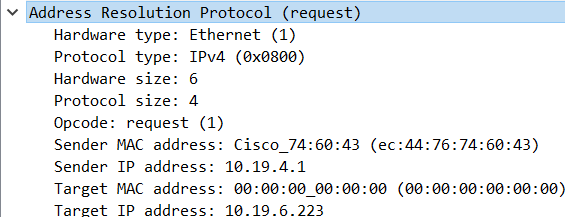 Address Resolution Protocol (request)
Hardware type: Ethernet (1)
Protocol type: IPv4 (0x0800)
Hardware size: 6
Protocol size: 4
Opcode: request (1)
Sender MAC address: Cisco_74:60:43 (ec:44:76:74:60:43)
Sender IP address: 10.19.4.1
Target MAC address: 00:00:00_00:00:00 (00:00:00:00:00:00)
Target IP address: 10.19.6.223